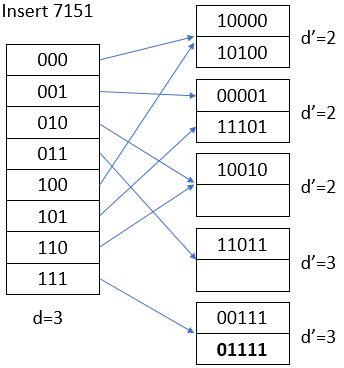 Insert 7151
000
001
010
011
100
101
110
111
d=3
10000
10100
d’=2
00001
11101
d’=2
10010
d’=2
11011
d’=3
00111
01111
d’=3